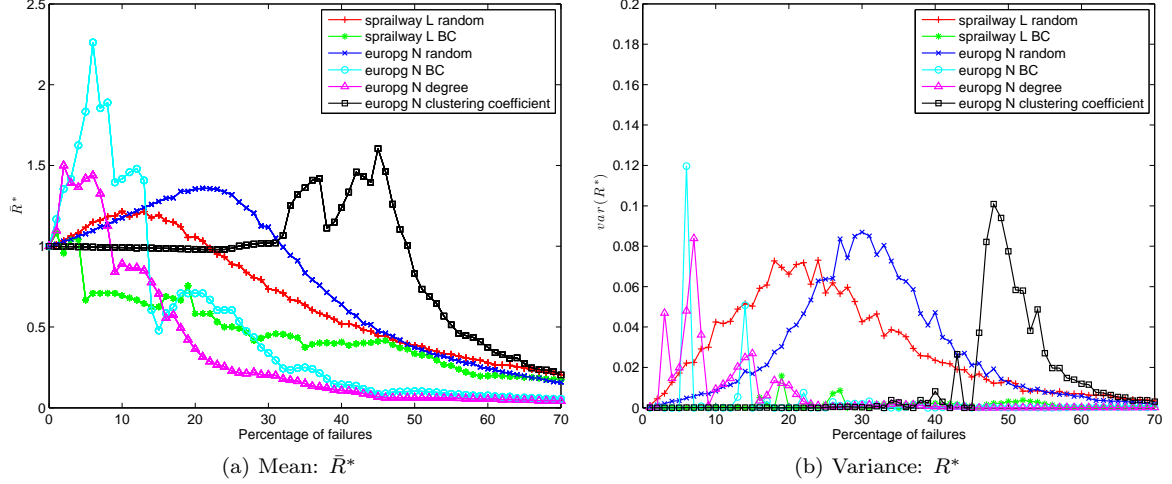 2.5
2
1.5
1
0.5
0
R̄*
0 10 20 30 40 50 60 70
Percentage of failures
sprailway L random
sprailway L BC
europg N random
europg N BC
europg N degree
europg N clustering coefficient
(a) Mean: R̄*
0.2
0.18
0.16
0.14
0.12
0.1
0.08
0.06
0.04
0.02
0
var(R*)
0 10 20 30 40 50 60 70
Percentage of failures
sprailway L random
sprailway L BC
europg N random
europg N BC
europg N degree
europg N clustering coefficient
(b) Variance: R*